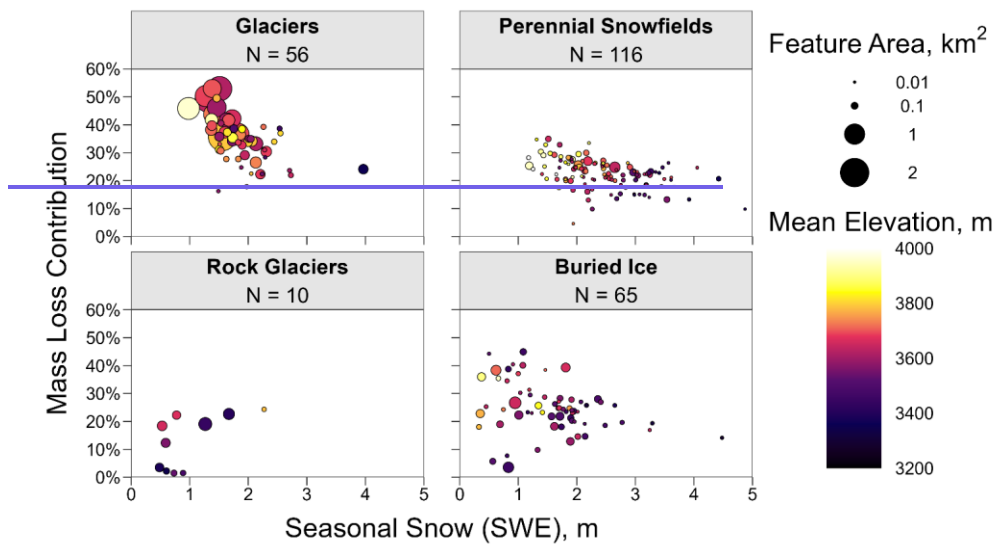 Glaciers
N = 56
Perennial Snowfields
N = 116
60%
50%
40%
30%
20%
10%
0%
Rock Glaciers
N = 10
Buried Ice
N = 65
60%
50%
40%
30%
20%
10%
0%
0 1 2 3 4 5
0 1 2 3 4 5
Mass Loss Contribution
Seasonal Snow (SWE), m
Feature Area, km²
0.01
0.1
1
2
Mean Elevation, m
4000
3800
3600
3400
3200